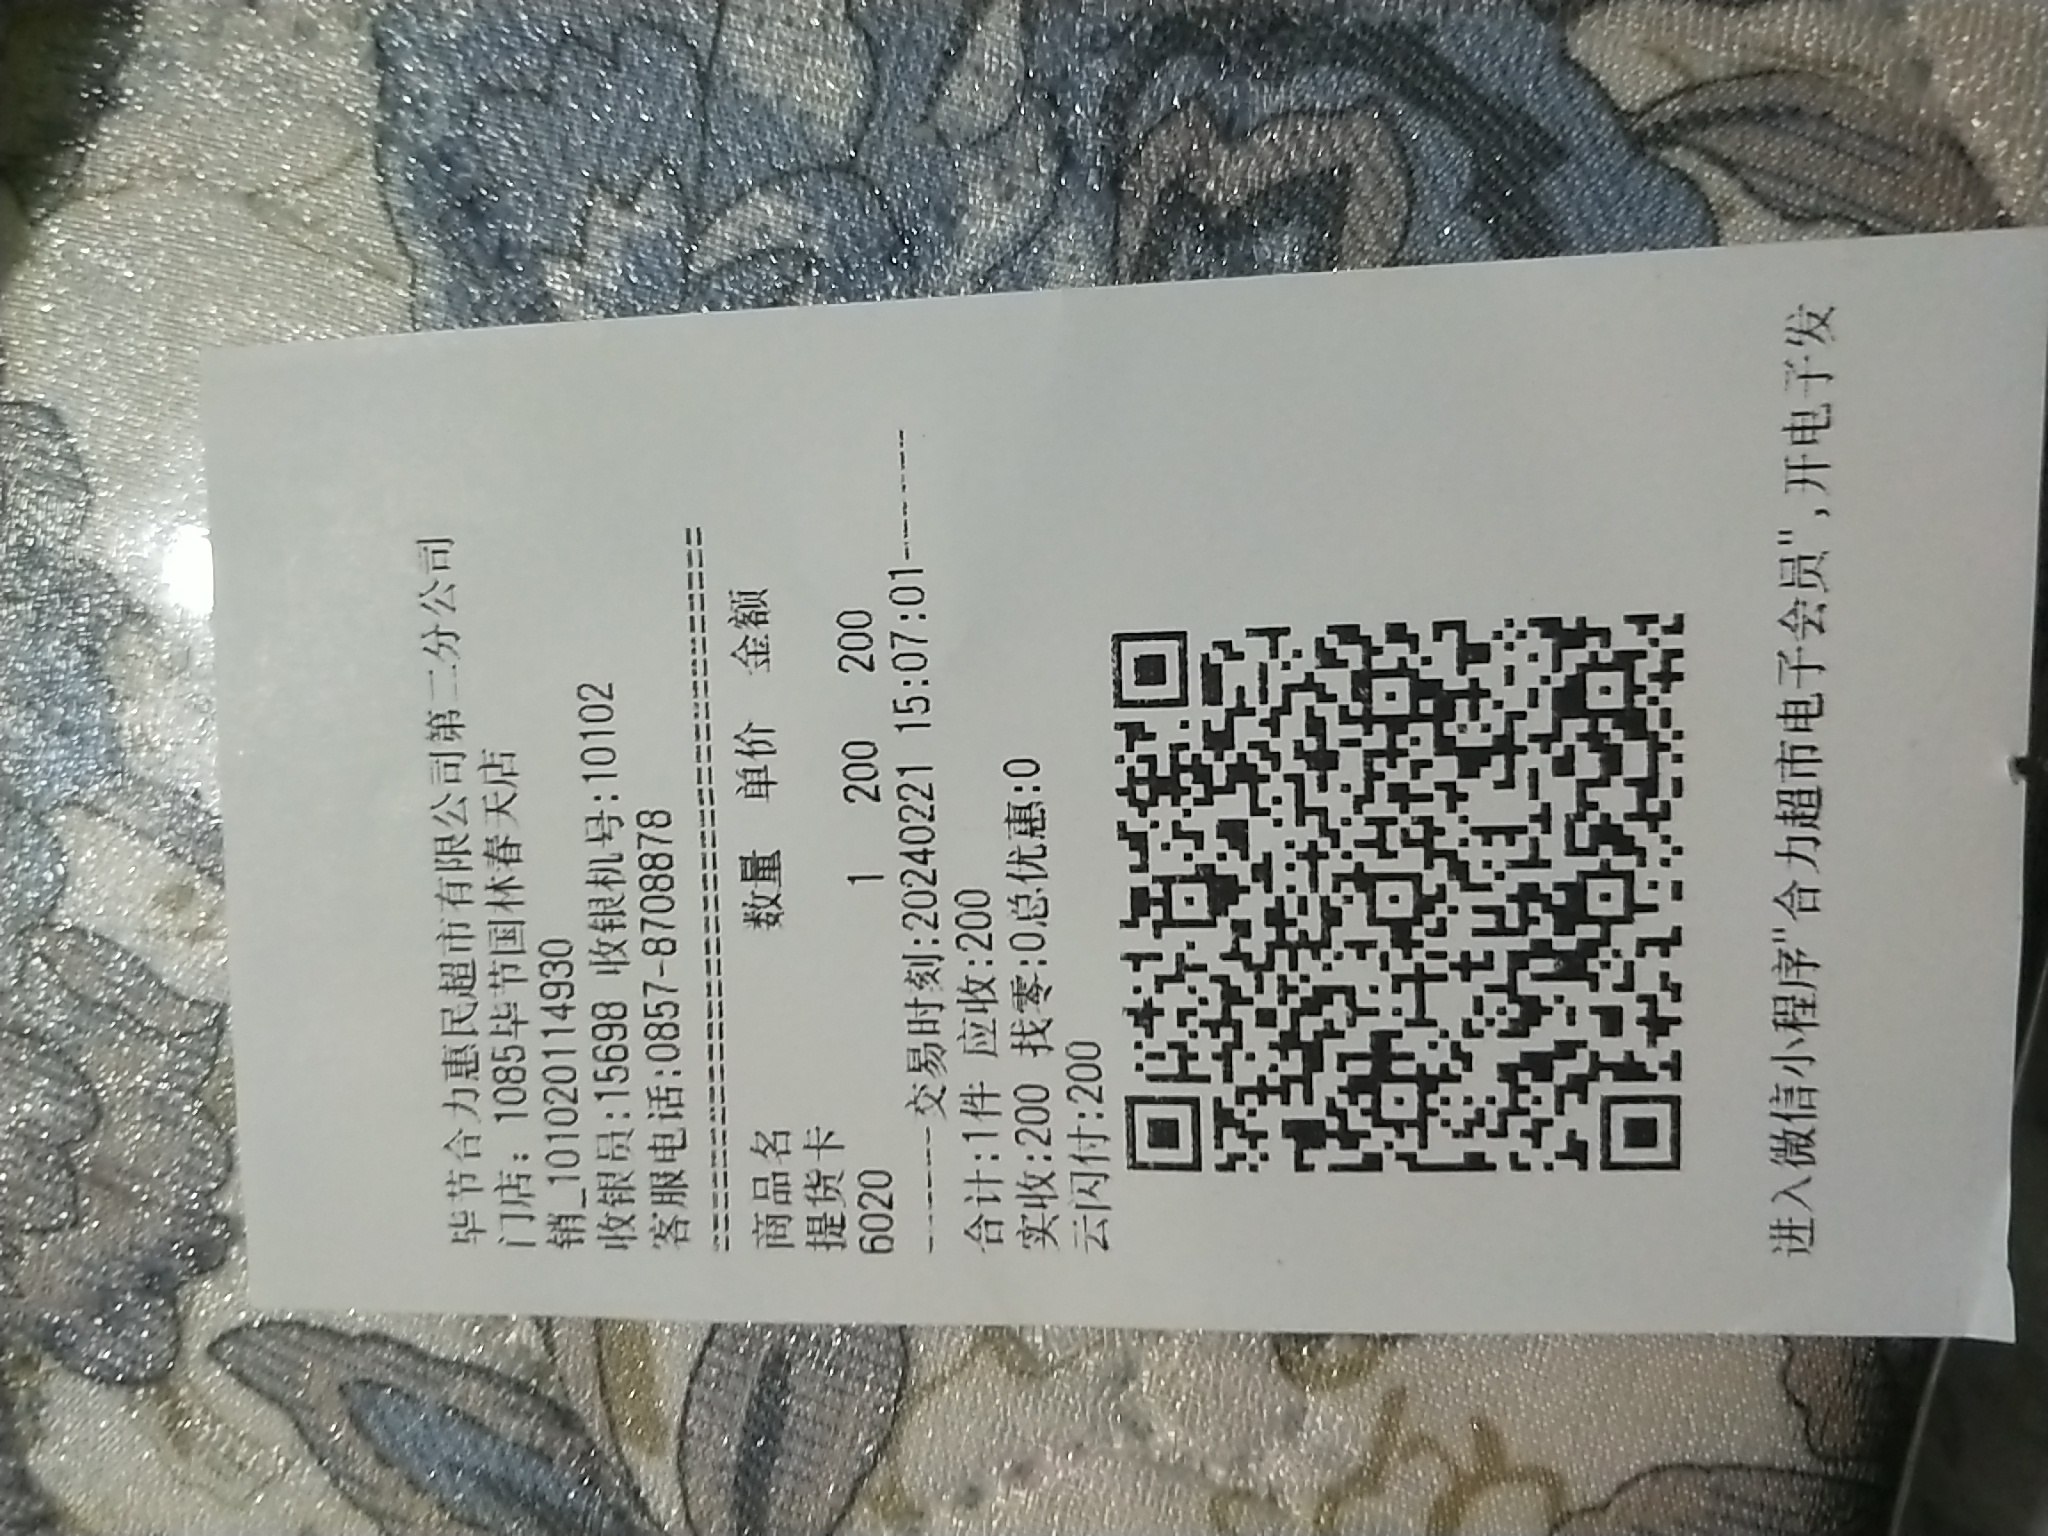 毕节合力惠民超市有限公司第二分公司
门店: 1085毕节国林春天店
销_1010201114930
收银员:15698 收银机号:10102
客服电话:0857-8708878
================================
商品名 数量 单价 金额
提货卡
6020 1 200 200
-------交易时刻:20240221 15:07:01-------
合计:1件 应收:200
实收:200 找零:0总优惠:0
云闪付:200
进入微信小程序"合力超市电子会员",开电子发